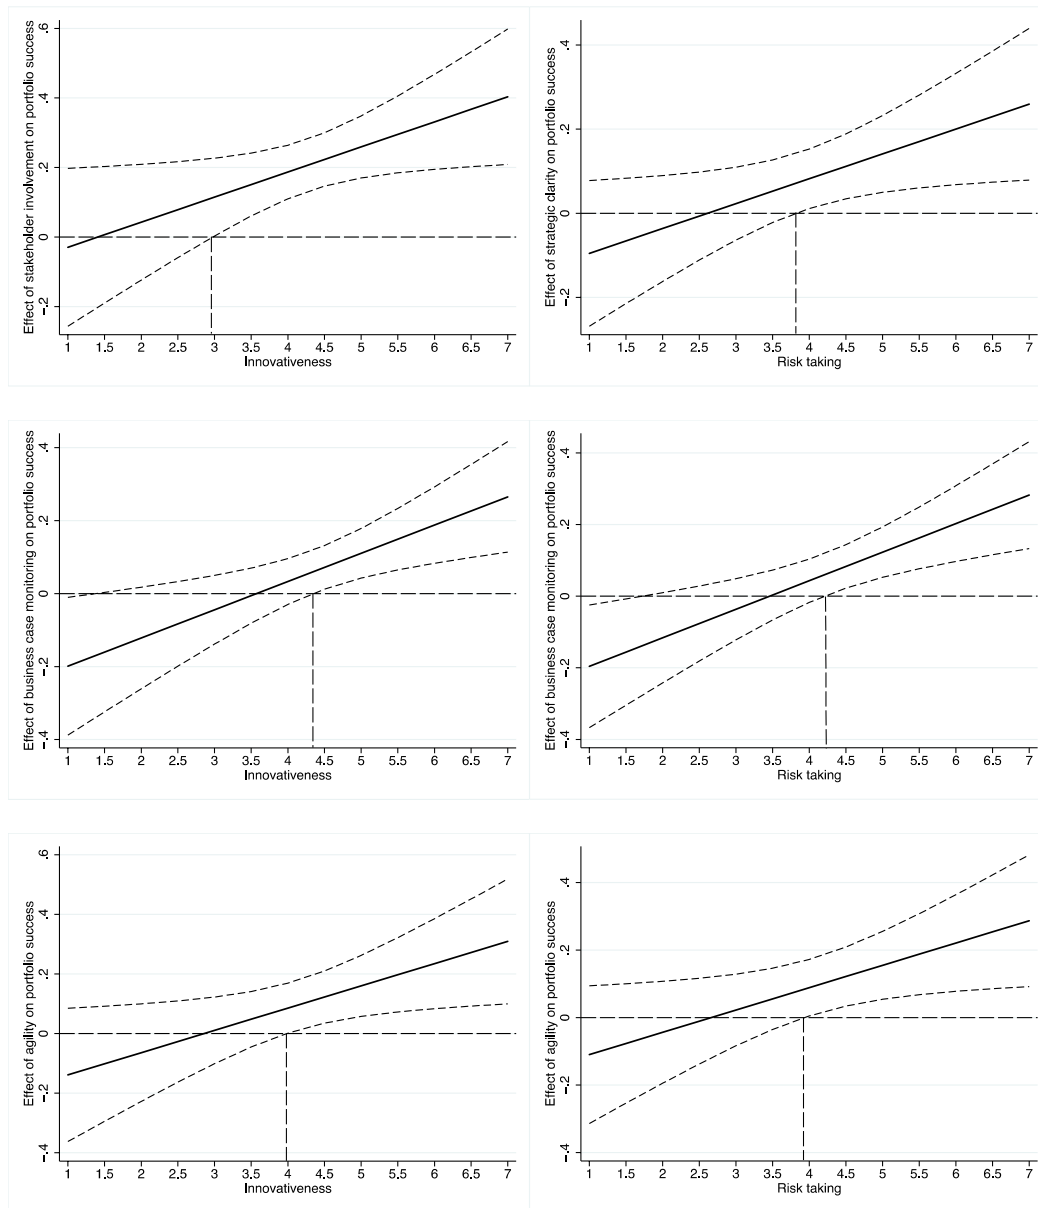 Effect of stakeholder involvement on portfolio success
.6
.4
.2
0
-.2
1 1.5 2 2.5 3 3.5 4 4.5 5 5.5 6 6.5 7
Innovativeness
Effect of strategic clarity on portfolio success
.4
.2
0
-.2
1 1.5 2 2.5 3 3.5 4 4.5 5 5.5 6 6.5 7
Risk taking
Effect of business case monitoring on portfolio success
.4
.2
0
-.2
-.4
1 1.5 2 2.5 3 3.5 4 4.5 5 5.5 6 6.5 7
Innovativeness
Effect of business case monitoring on portfolio success
.4
.2
0
-.2
-.4
1 1.5 2 2.5 3 3.5 4 4.5 5 5.5 6 6.5 7
Risk taking
Effect of agility on portfolio success
.6
.4
.2
0
-.2
-.4
1 1.5 2 2.5 3 3.5 4 4.5 5 5.5 6 6.5 7
Innovativeness
Effect of agility on portfolio success
.4
.2
0
-.2
-.4
1 1.5 2 2.5 3 3.5 4 4.5 5 5.5 6 6.5 7
Risk taking